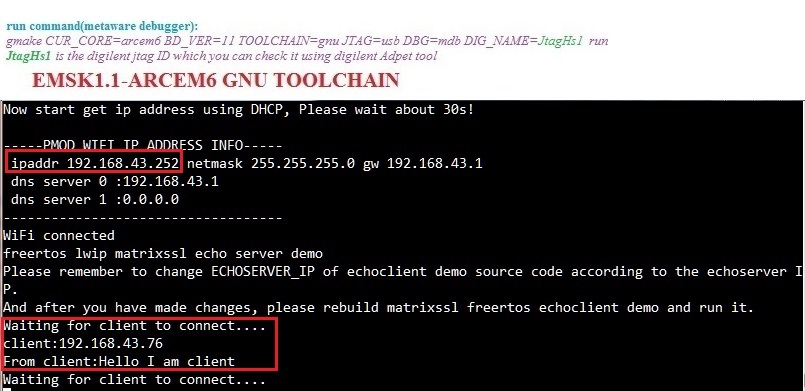 run command(metaware debugger):
gmake CUR_CORE=arcem6 BD_VER=11 TOOLCHAIN=gnu JTAG=usb DBG=mdb DIG_NAME=JtagHs1 run
JtagHs1 is the digilent jtag ID which you can check it using digilent Adpet tool
EMSK1.1-ARCEM6 GNU TOOLCHAIN
Now start get ip address using DHCP, Please wait about 30s!
-----PMOD WIFI IP ADDRESS INFO-----
ipaddr 192.168.43.252 netmask 255.255.255.0 gw 192.168.43.1
dns server 0 :192.168.43.1
dns server 1 :0.0.0.0
-----------------------------------
WiFi connected
freertos lwip matrixssl echo server demo
Please remember to change ECHOSERVER_IP of echoclient demo source code according to the echoserver I
P.
And after you have made changes, please rebuild matrixssl freertos echoclient demo and run it.
Waiting for client to connect....
client:192.168.43.76
From client:Hello I am client
Waiting for client to connect....